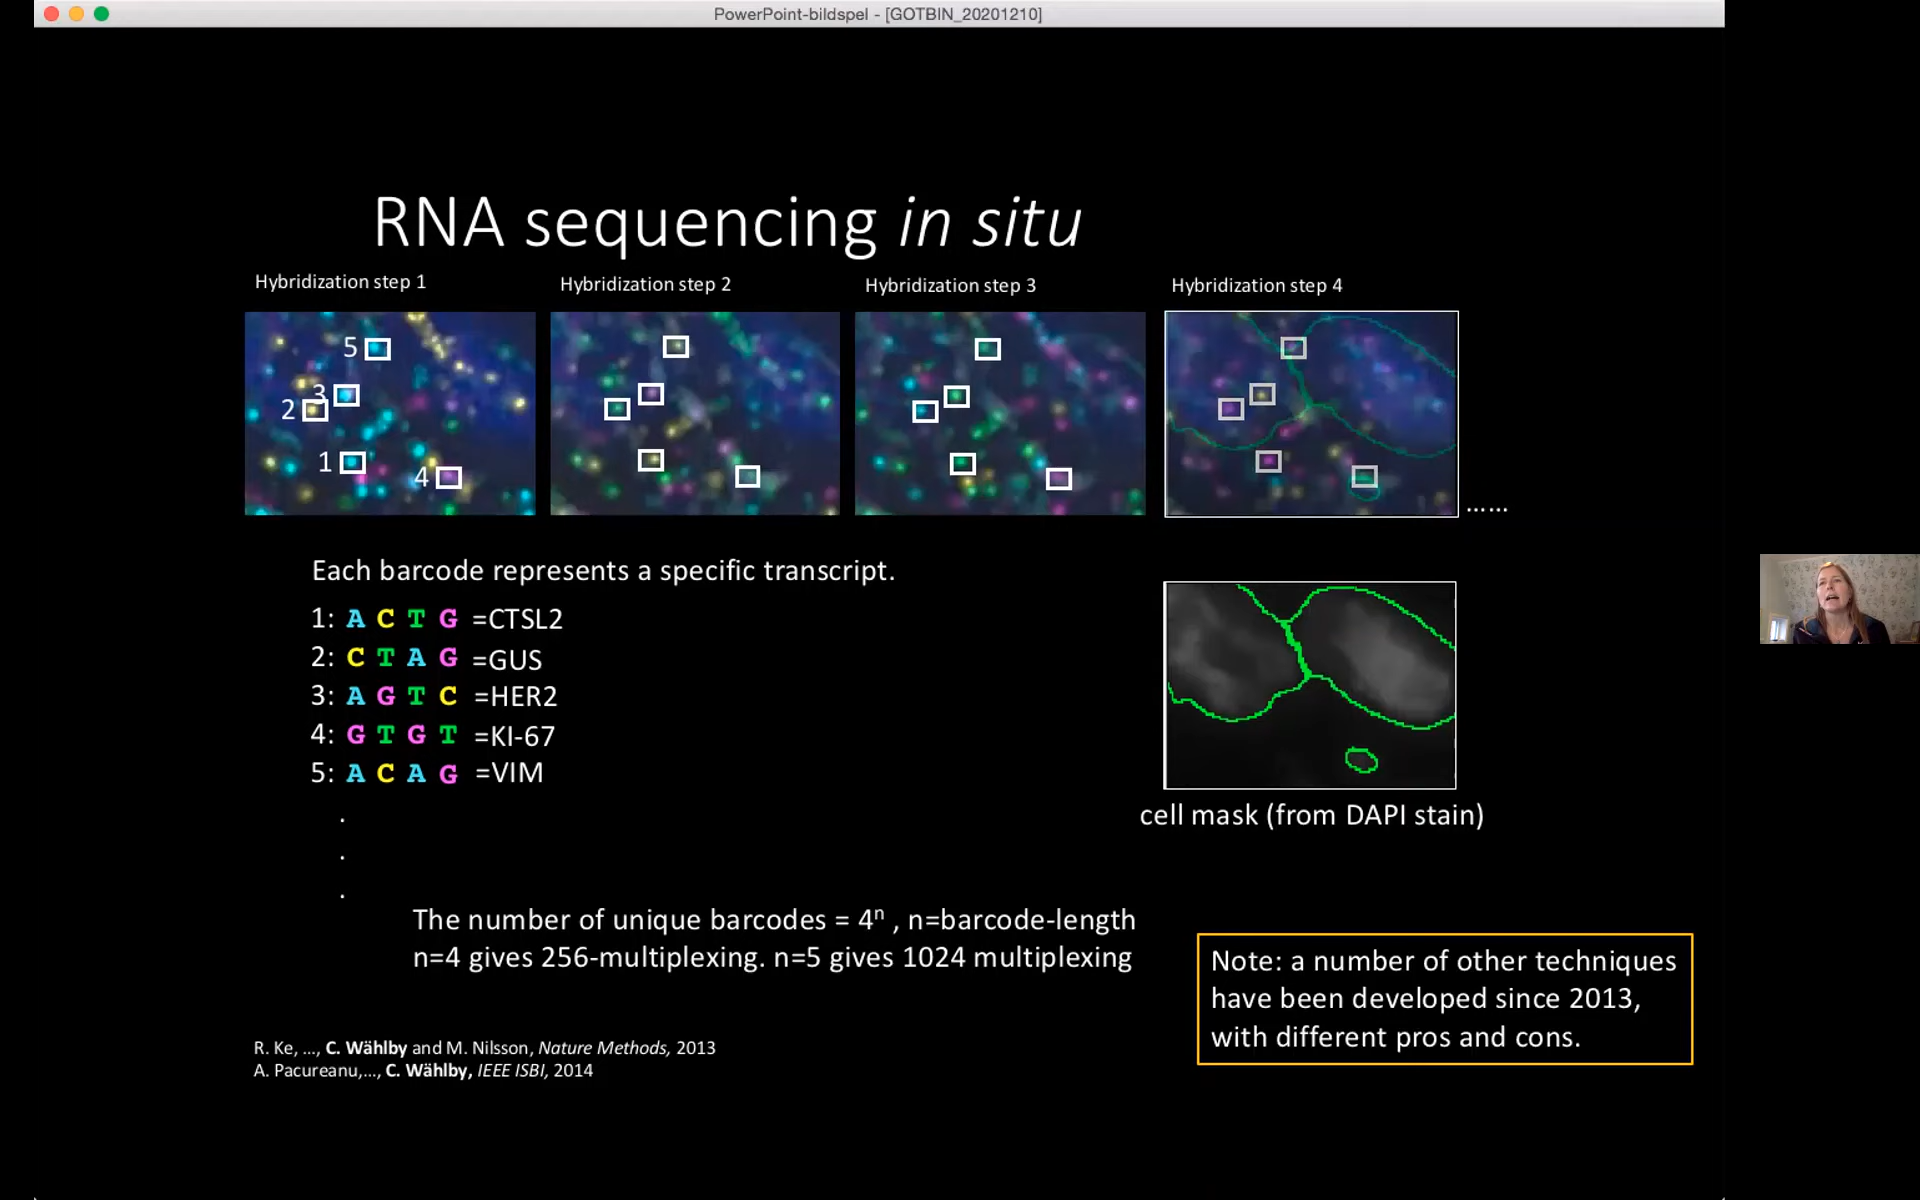 PowerPoint-bildspel - [GOTBIN_20201210]
RNA sequencing in situ
Hybridization step 1
Hybridization step 2
Hybridization step 3
Hybridization step 4
5
3
2
1
4
......
Each barcode represents a specific transcript.
1: A C T G =CTSL2
2: C T A G =GUS
3: A G T C =HER2
4: G T G T =KI-67
5: A C A G =VIM
.
.
.
cell mask (from DAPI stain)
The number of unique barcodes = 4ⁿ , n=barcode-length
n=4 gives 256-multiplexing. n=5 gives 1024 multiplexing
Note: a number of other techniques
have been developed since 2013,
with different pros and cons.
R. Ke, ..., C. Wählby and M. Nilsson, Nature Methods, 2013
A. Pacureanu,..., C. Wählby, IEEE ISBI, 2014